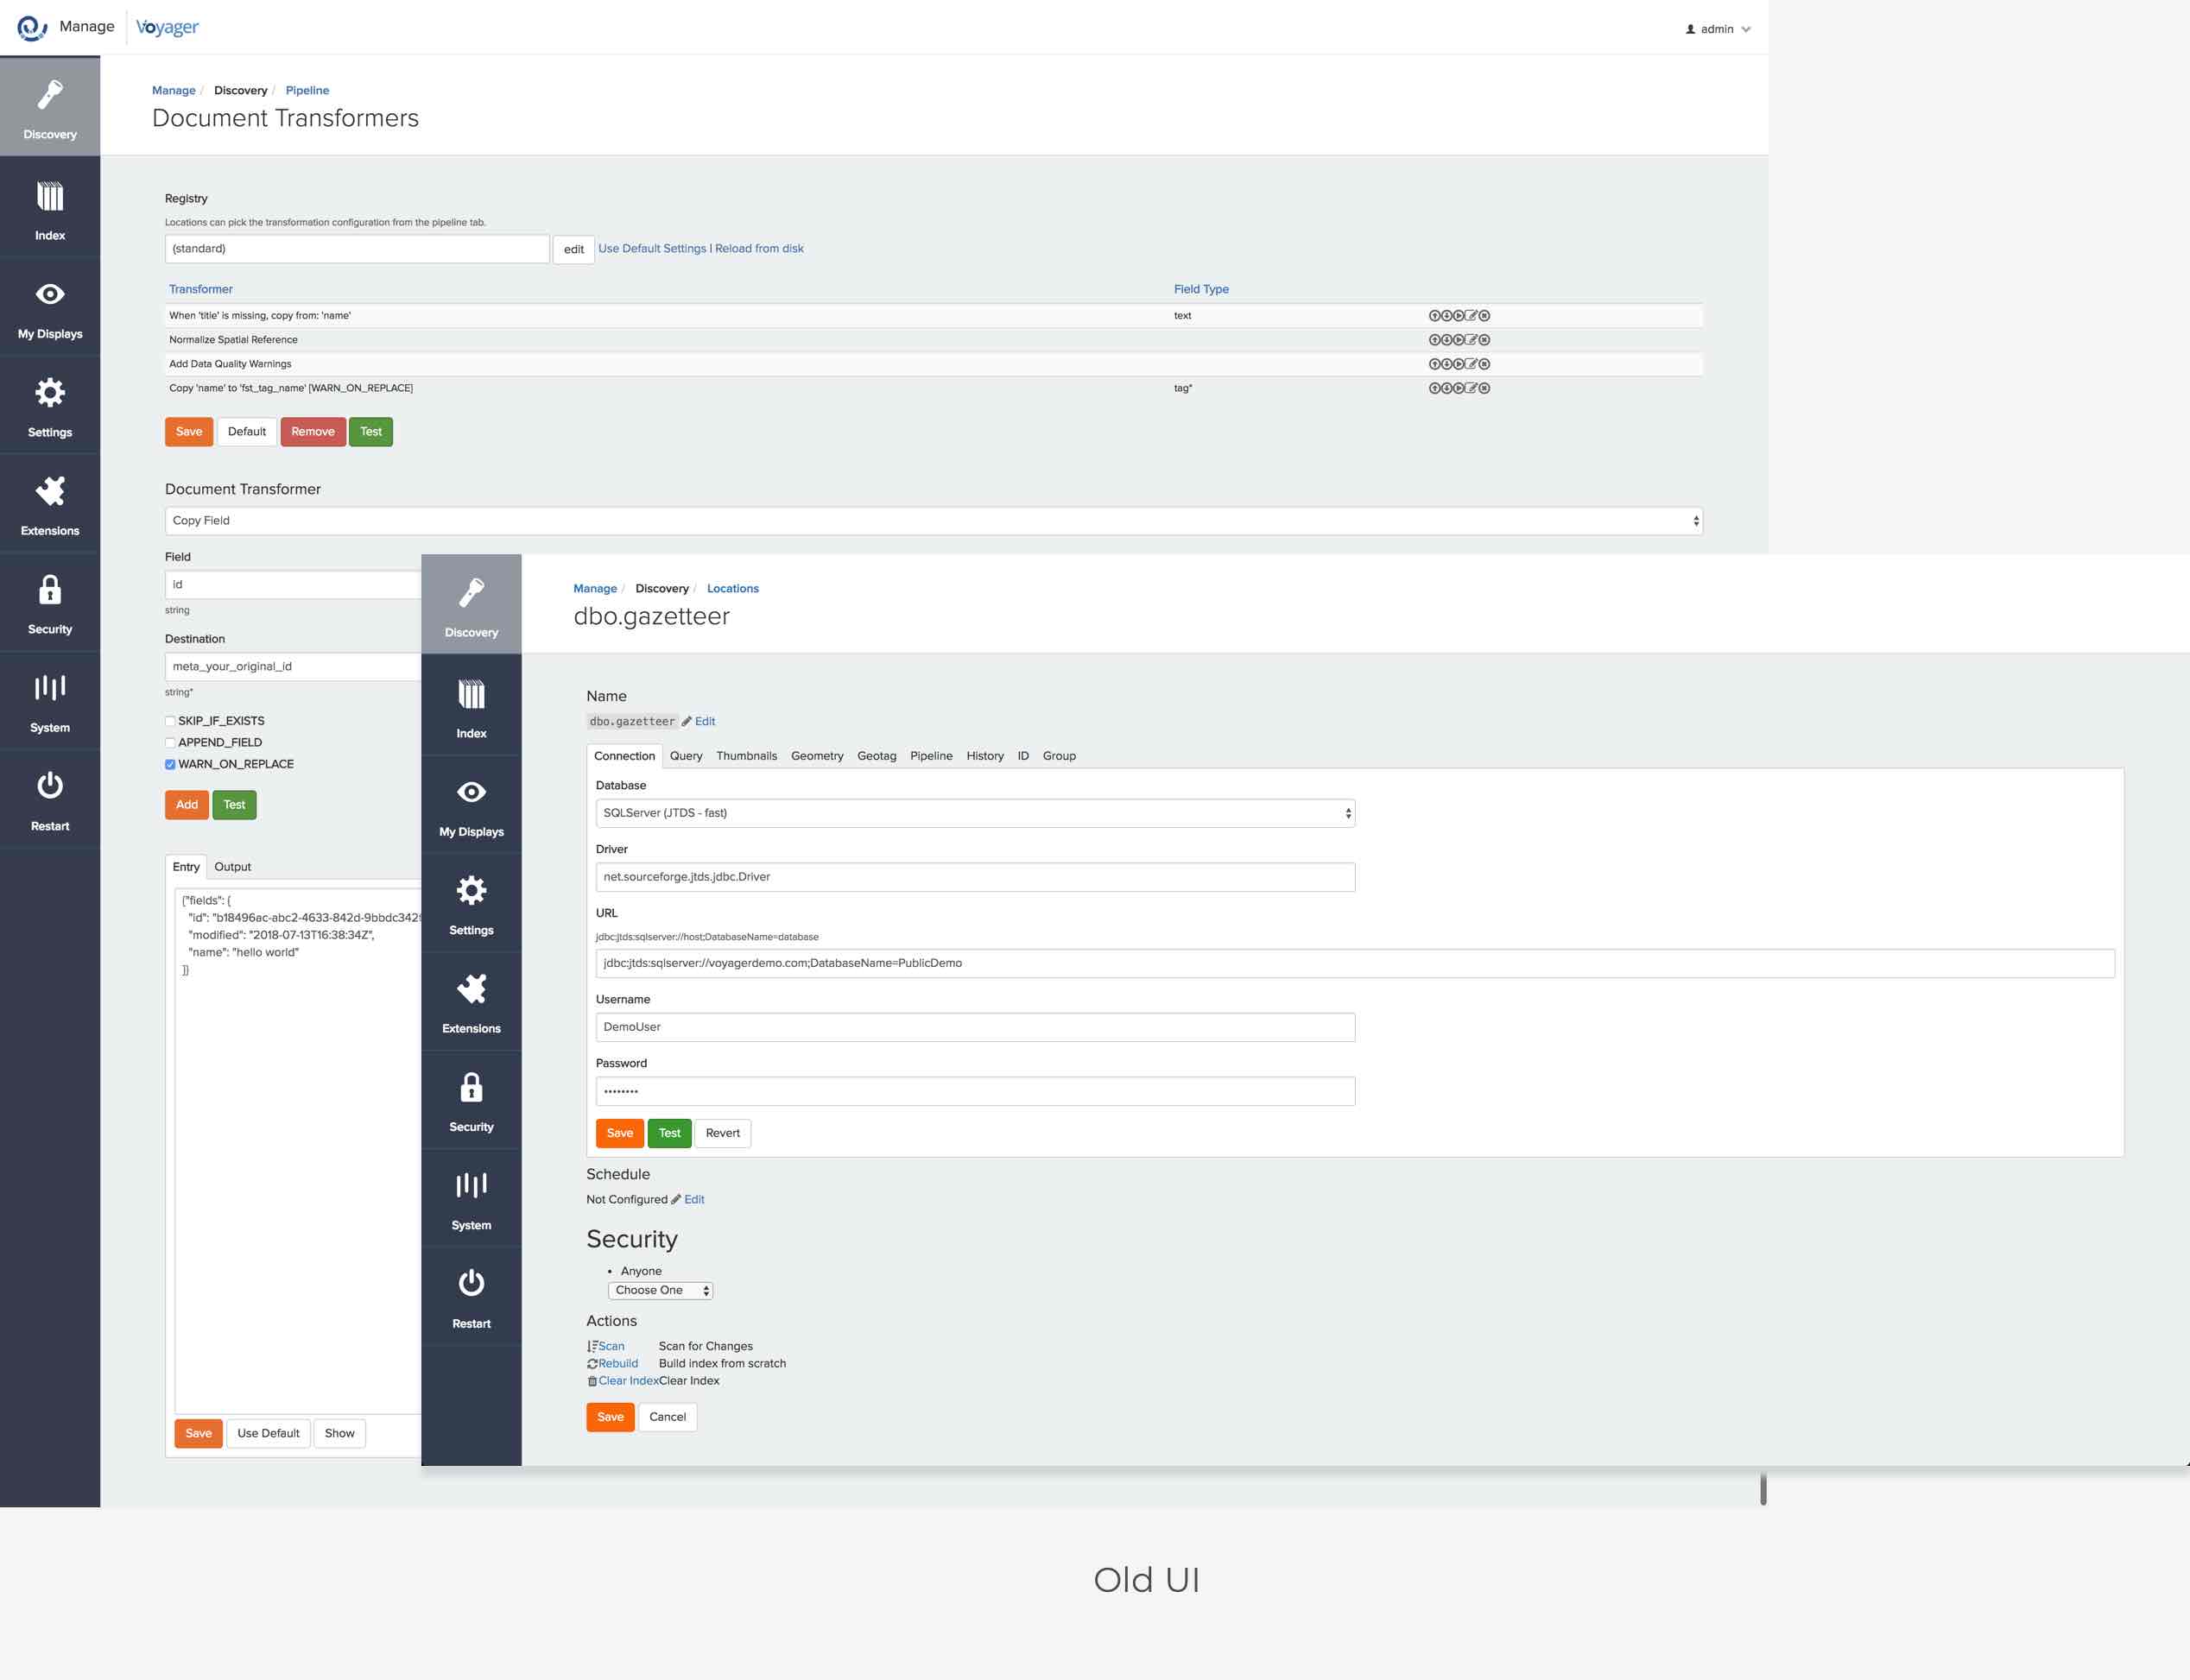 Manage Voyager admin
Discovery
Index
My Displays
Settings
Extensions
Security
System
Restart
Manage / Discovery / Pipeline
Document Transformers
Registry
Locations can pick the transformation configuration from the pipeline tab.
(standard) edit Use Default Settings | Reload from disk
Transformer Field Type
When 'title' is missing, copy from: 'name' text
Normalize Spatial Reference
Add Data Quality Warnings
Copy 'name' to 'fst_tag_name' [WARN_ON_REPLACE] tag*
Save Default Remove Test
Document Transformer
Copy Field
Field
id
string
Destination
meta_your_original_id
string*
SKIP_IF_EXISTS
APPEND_FIELD
WARN_ON_REPLACE
Add Test
Entry Output
{"fields": {
"id": "b18496ac-abc2-4633-842d-9bbdc342
"modified": "2018-07-13T16:38:34Z",
"name": "hello world"
}}
Save Use Default Show
Discovery
Index
My Displays
Settings
Extensions
Security
System
Restart
Manage / Discovery / Locations
dbo.gazetteer
Name
dbo.gazetteer Edit
Connection Query Thumbnails Geometry Geotag Pipeline History ID Group
Database
SQLServer (JTDS - fast)
Driver
net.sourceforge.jtds.jdbc.Driver
URL
jdbc:jtds:sqlserver://host;DatabaseName=database
jdbc:jtds:sqlserver://voyagerdemo.com;DatabaseName=PublicDemo
Username
DemoUser
Password
••••••••
Save Test Revert
Schedule
Not Configured Edit
Security
• Anyone
Choose One
Actions
Scan Scan for Changes
Rebuild Build index from scratch
Clear Index Clear Index
Save Cancel
Old UI